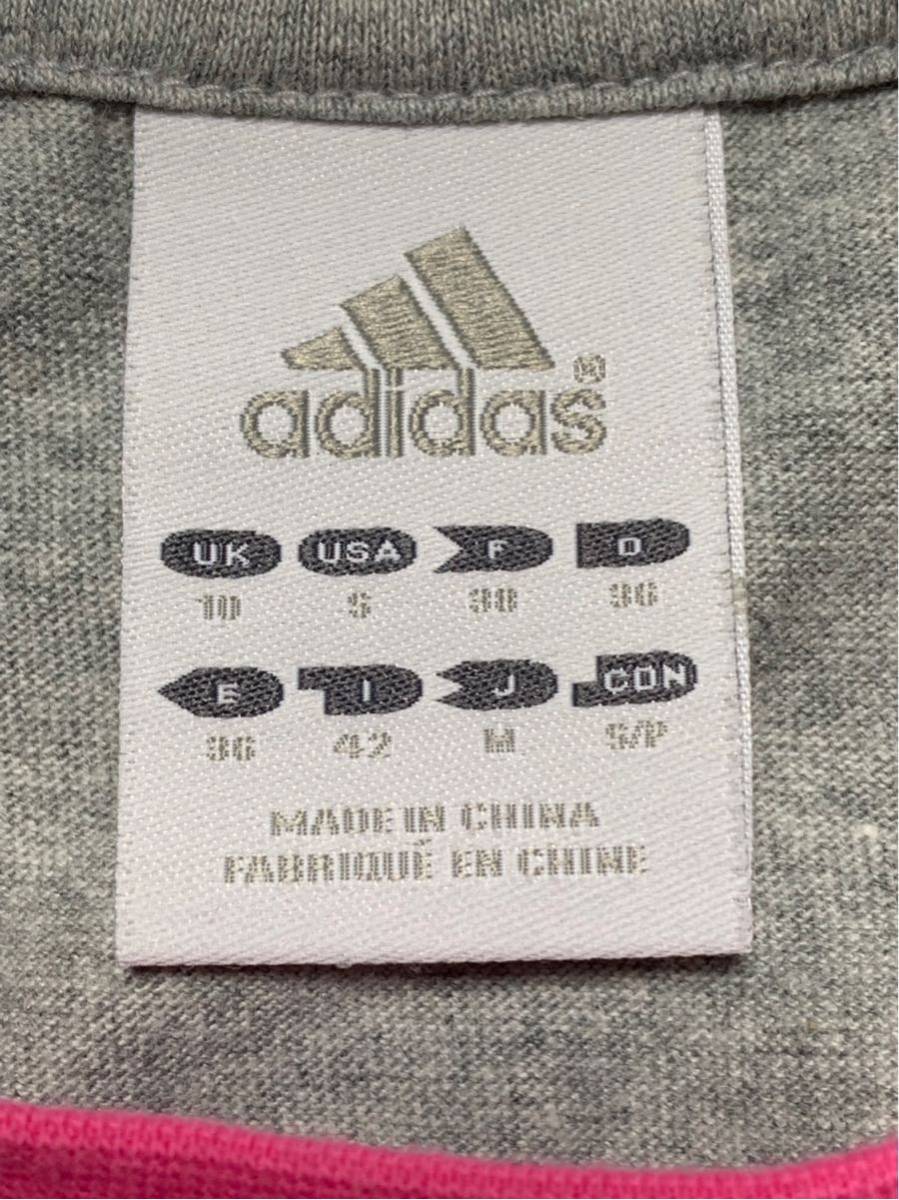 adidas®
UK USA F D
10 S 38 36
E I J CDN
36 42 M S/P
MADE IN CHINA
FABRIQUÉ EN CHINE